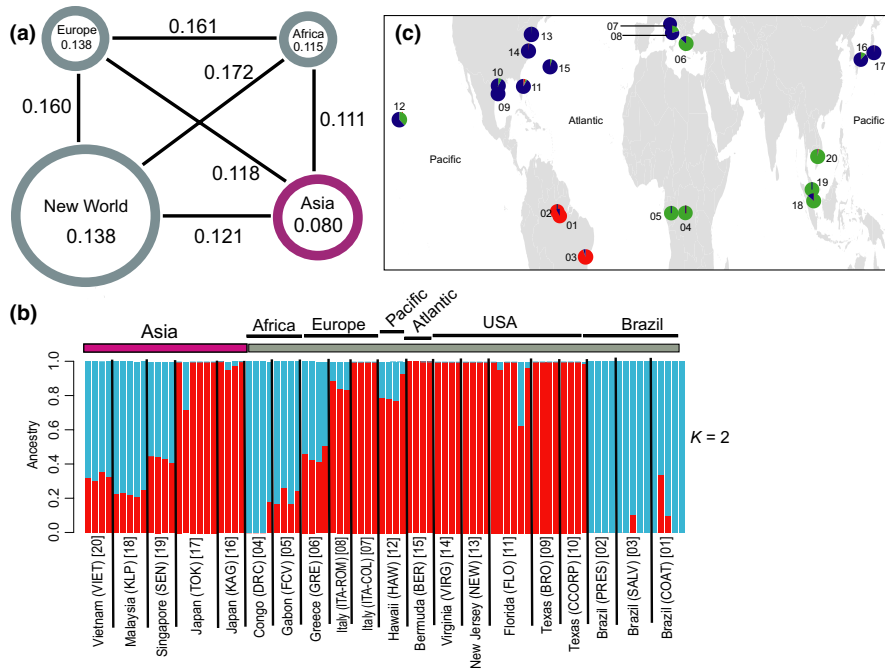 (a)
Europe
0.138
0.161
Africa
0.115
0.172
0.160
0.111
0.118
New World
0.138
0.121
Asia
0.080
(c)
07
08
06
13
14
15
10
09
11
12
16
17
Atlantic
Pacific
Pacific
20
19
18
05
04
02
01
03
(b)
Asia
Africa
Europe
Pacific
Atlantic
USA
Brazil
Ancestry
1.0
0.8
0.6
0.4
0.2
0.0
K = 2
Vietnam (VIET) [20]
Malaysia (KLP) [18]
Singapore (SEN) [19]
Japan (TOK) [17]
Japan (KAG) [16]
Congo (DRC) [04]
Gabon (FCV) [05]
Greece (GRE) [06]
Italy (ITA-ROM) [08]
Italy (ITA-COL) [07]
Hawaii (HAW) [12]
Bermuda (BER) [15]
Virginia (VIRG) [14]
New Jersey (NEW) [13]
Florida (FLO) [11]
Texas (BRO) [09]
Texas (CCORP) [10]
Brazil (PRES) [02]
Brazil (SALV) [03]
Brazil (COAT) [01]